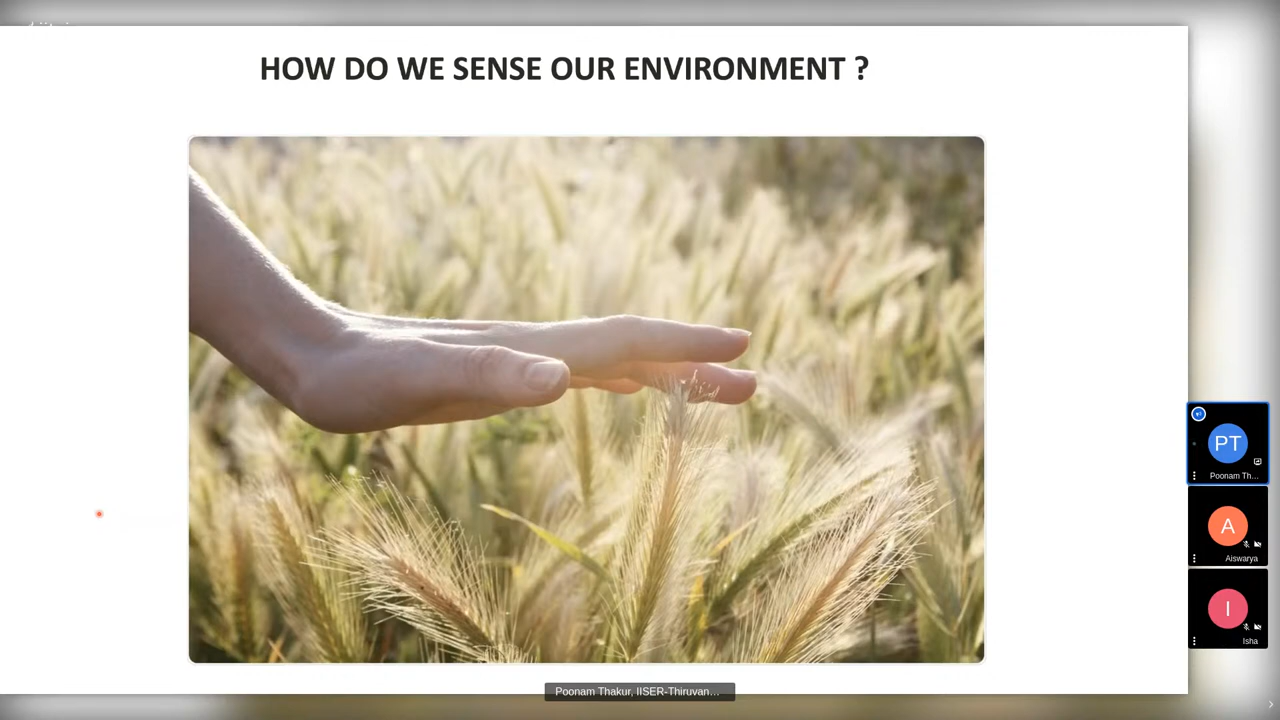 HOW DO WE SENSE OUR ENVIRONMENT ?
PT
Poonam Th...
A
Aiswarya
I
Isha
Poonam Thakur, IISER-Thiruvan...